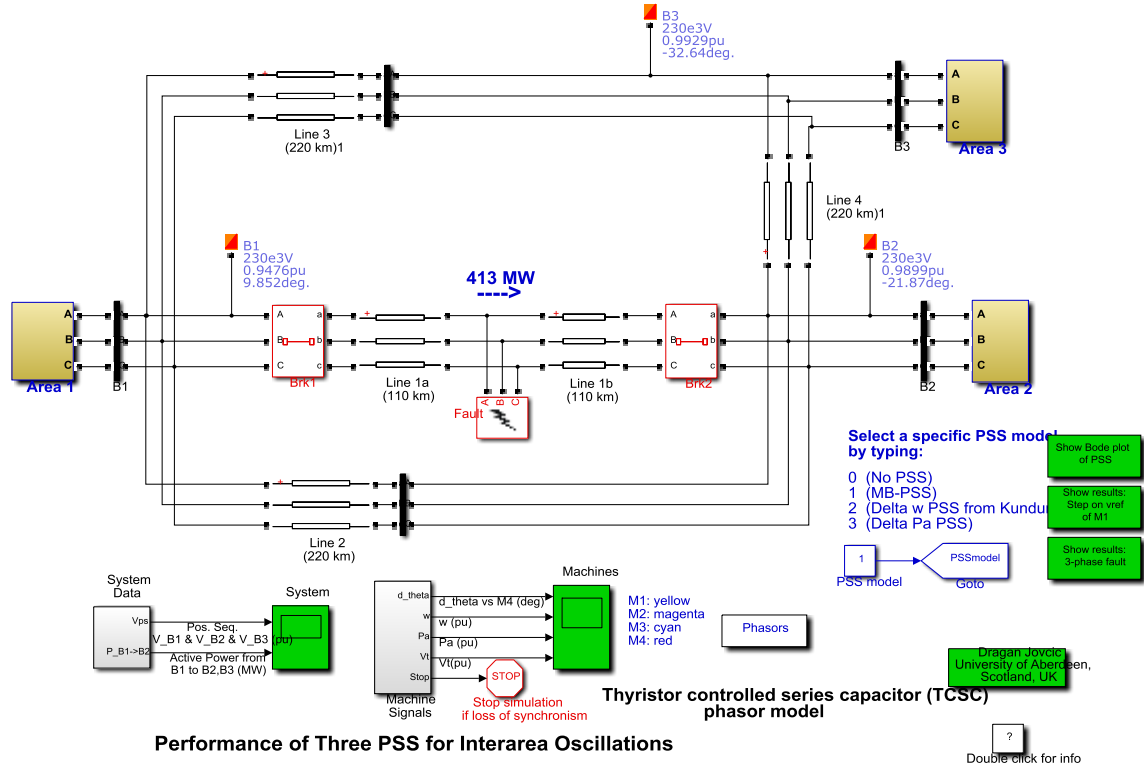 B3
230e3V
0.9929pu
-32.64deg.
A
B
C
Area 3
B3
Line 3
(220 km)1
Line 4
(220 km)1
B1
230e3V
0.9476pu
9.852deg.
413 MW
---->
B2
230e3V
0.9899pu
-21.87deg.
A
B
C
Area 1
A
B
C
B1
A
B
C
a
b
c
Brk1
Line 1a
(110 km)
A
B
C
Fault
Line 1b
(110 km)
A
B
C
a
b
c
Brk2
B2
A
B
C
Area 2
Select a specific PSS model
by typing:
0 (No PSS)
1 (MB-PSS)
2 (Delta w PSS from Kundur
3 (Delta Pa PSS)
Show Bode plot
of PSS
Show results:
Step on vref
of M1
Show results:
3-phase fault
1
PSS model
PSSmodel
Goto
Line 2
(220 km)
System
Data
Vps
P_B1->B2
Pos. Seq.
V_B1 & V_B2 & V_B3 (pu)
Active Power from
B1 to B2,B3 (MW)
System
d_theta
w
Pa
Vt
Stop
Machine
Signals
d_theta vs M4 (deg)
w (pu)
Pa (pu)
Vt(pu)
Machines
STOP
Stop simulation
if loss of synchronism
M1: yellow
M2: magenta
M3: cyan
M4: red
Phasors
Dragan Jovcic
University of Aberdeen,
Scotland, UK
Thyristor controlled series capacitor (TCSC)
phasor model
?
Double click for info
Performance of Three PSS for Interarea Oscillations